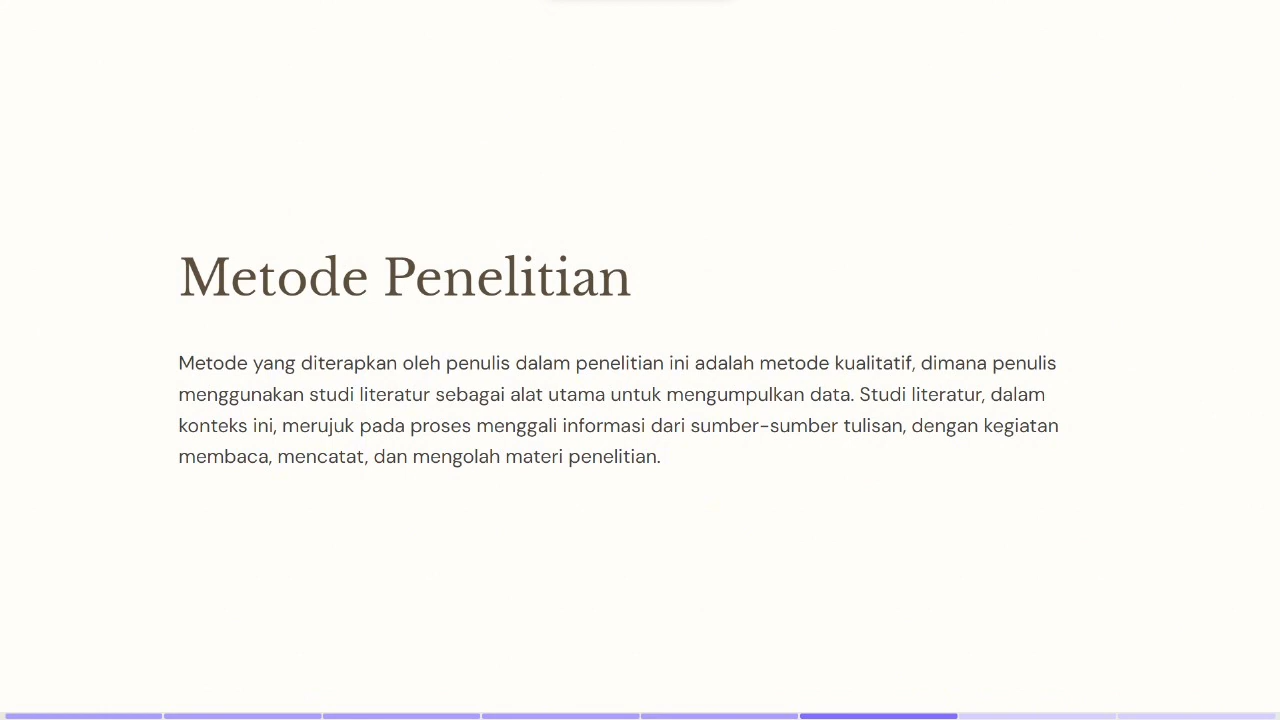 Metode Penelitian
Metode yang diterapkan oleh penulis dalam penelitian ini adalah metode kualitatif, dimana penulis
menggunakan studi literatur sebagai alat utama untuk mengumpulkan data. Studi literatur, dalam
konteks ini, merujuk pada proses menggali informasi dari sumber-sumber tulisan, dengan kegiatan
membaca, mencatat, dan mengolah materi penelitian.